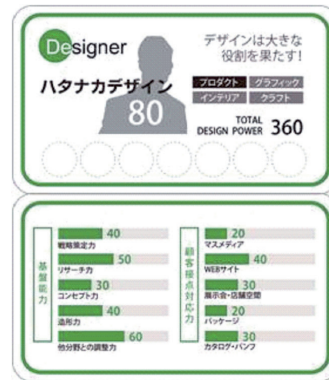 Designer
デザインは大きな
役割を果たす!
ハタナカデザイン
80
プロダクト グラフィック
インテリア クラフト
TOTAL
DESIGN POWER 360
基盤能力
40
戦略策定力
50
リサーチ力
30
コンセプト力
40
造形力
60
他分野との調整力
顧客接点対応力
20
マスメディア
40
WEBサイト
30
展示会・店舗空間
20
パッケージ
30
カタログ・パンフ